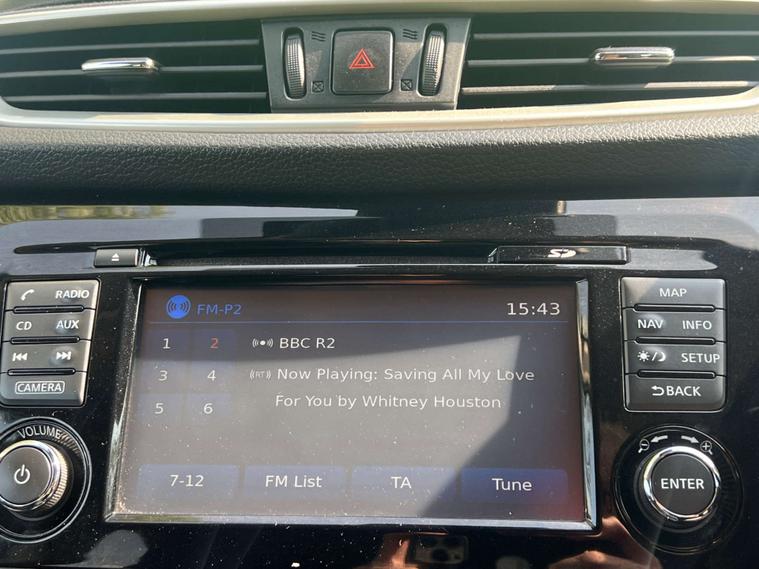 SD
RADIO
CD AUX
CAMERA
VOLUME
FM-P2 15:43
1 2 BBC R2
3 4 RT Now Playing: Saving All My Love
5 6 For You by Whitney Houston
7-12 FM List TA Tune
MAP
NAV INFO
SETUP
BACK
ENTER